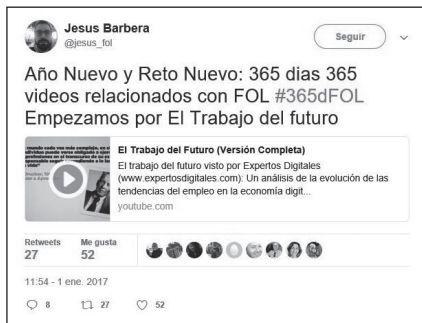 Jesus Barbera
@jesus_fol
Seguir
Año Nuevo y Reto Nuevo: 365 dias 365
videos relacionados con FOL #365dFOL
Empezamos por El Trabajo del futuro
El Trabajo del Futuro (Versión Completa)
El trabajo del futuro visto por Expertos Digitales
(www.expertosdigitales.com): Un análisis de la evolución de las
tendencias del empleo en la economía digit...
youtube.com
Retweets Me gusta
27 52
11:54 - 1 ene. 2017
8 27 52